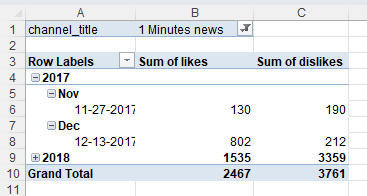 A B C
1 channel_title 1 Minutes news
2
3 Row Labels Sum of likes Sum of dislikes
4 2017
5 Nov
6 11-27-2017 130 190
7 Dec
8 12-13-2017 802 212
9 2018 1535 3359
10 Grand Total 2467 3761
11